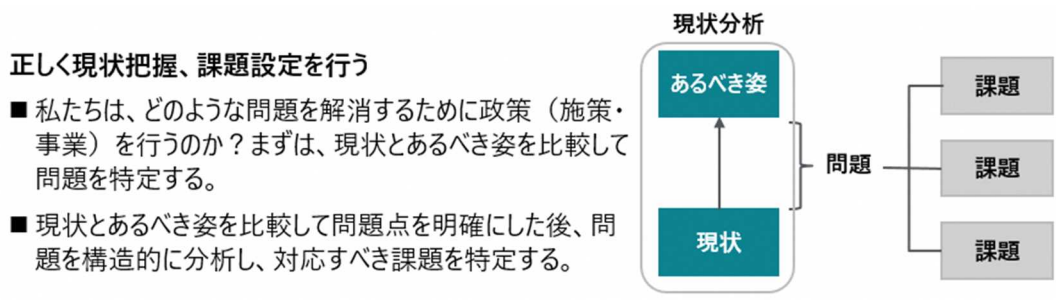 正しく現状把握、課題設定を行う
■ 私たちは、どのような問題を解消するために政策（施策・
事業）を行うのか？まずは、現状とあるべき姿を比較して
問題を特定する。
■ 現状とあるべき姿を比較して問題点を明確にした後、問
題を構造的に分析し、対応すべき課題を特定する。
現状分析
あるべき姿
現状
問題
課題
課題
課題